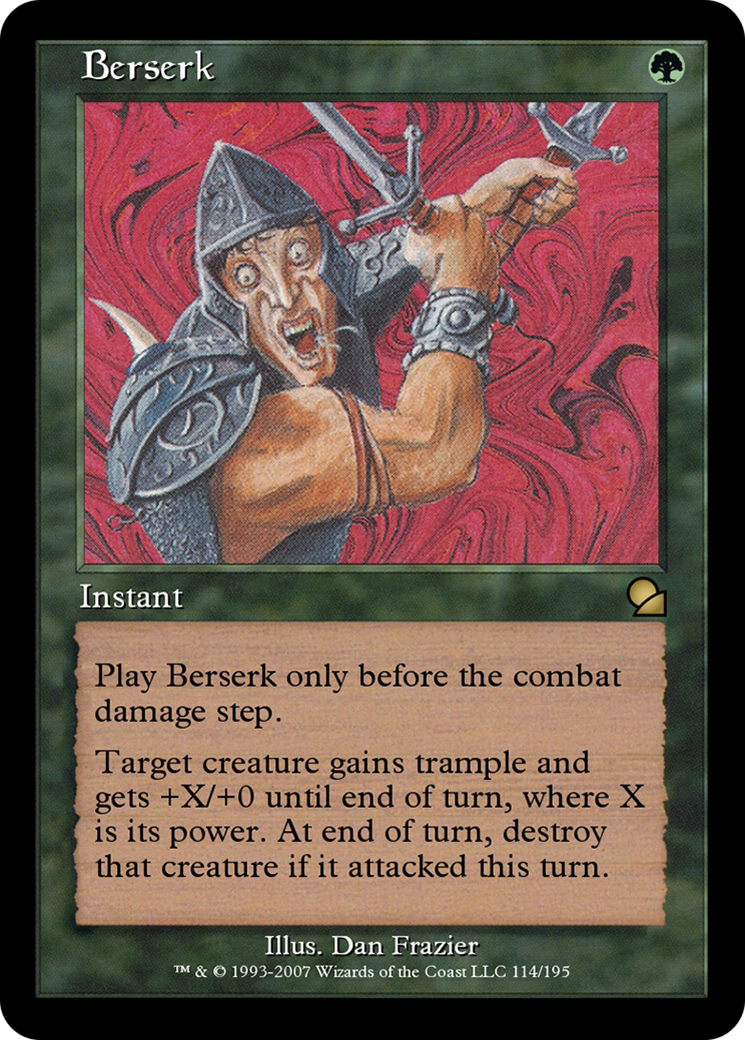 Berserk
Instant
Play Berserk only before the combat
damage step.
Target creature gains trample and
gets +X/+0 until end of turn, where X
is its power. At end of turn, destroy
that creature if it attacked this turn.
Illus. Dan Frazier
™ & © 1993-2007 Wizards of the Coast LLC 114/195